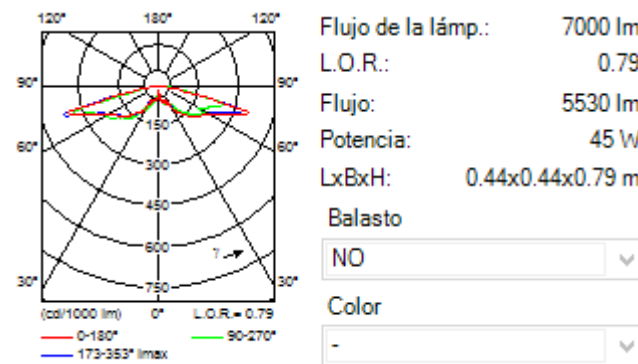 120° 180° 120°
90° 90°
60° 60°
30° 30°
150
300
450
600
750
(cd/1000 lm) 0° L.O.R.= 0.79
0-180° 90-270°
173-353° Imax
Flujo de la lámp.: 7000 lm
L.O.R.: 0.79
Flujo: 5530 lm
Potencia: 45 W
LxBxH: 0.44x0.44x0.79 m
Balasto
NO
Color
-